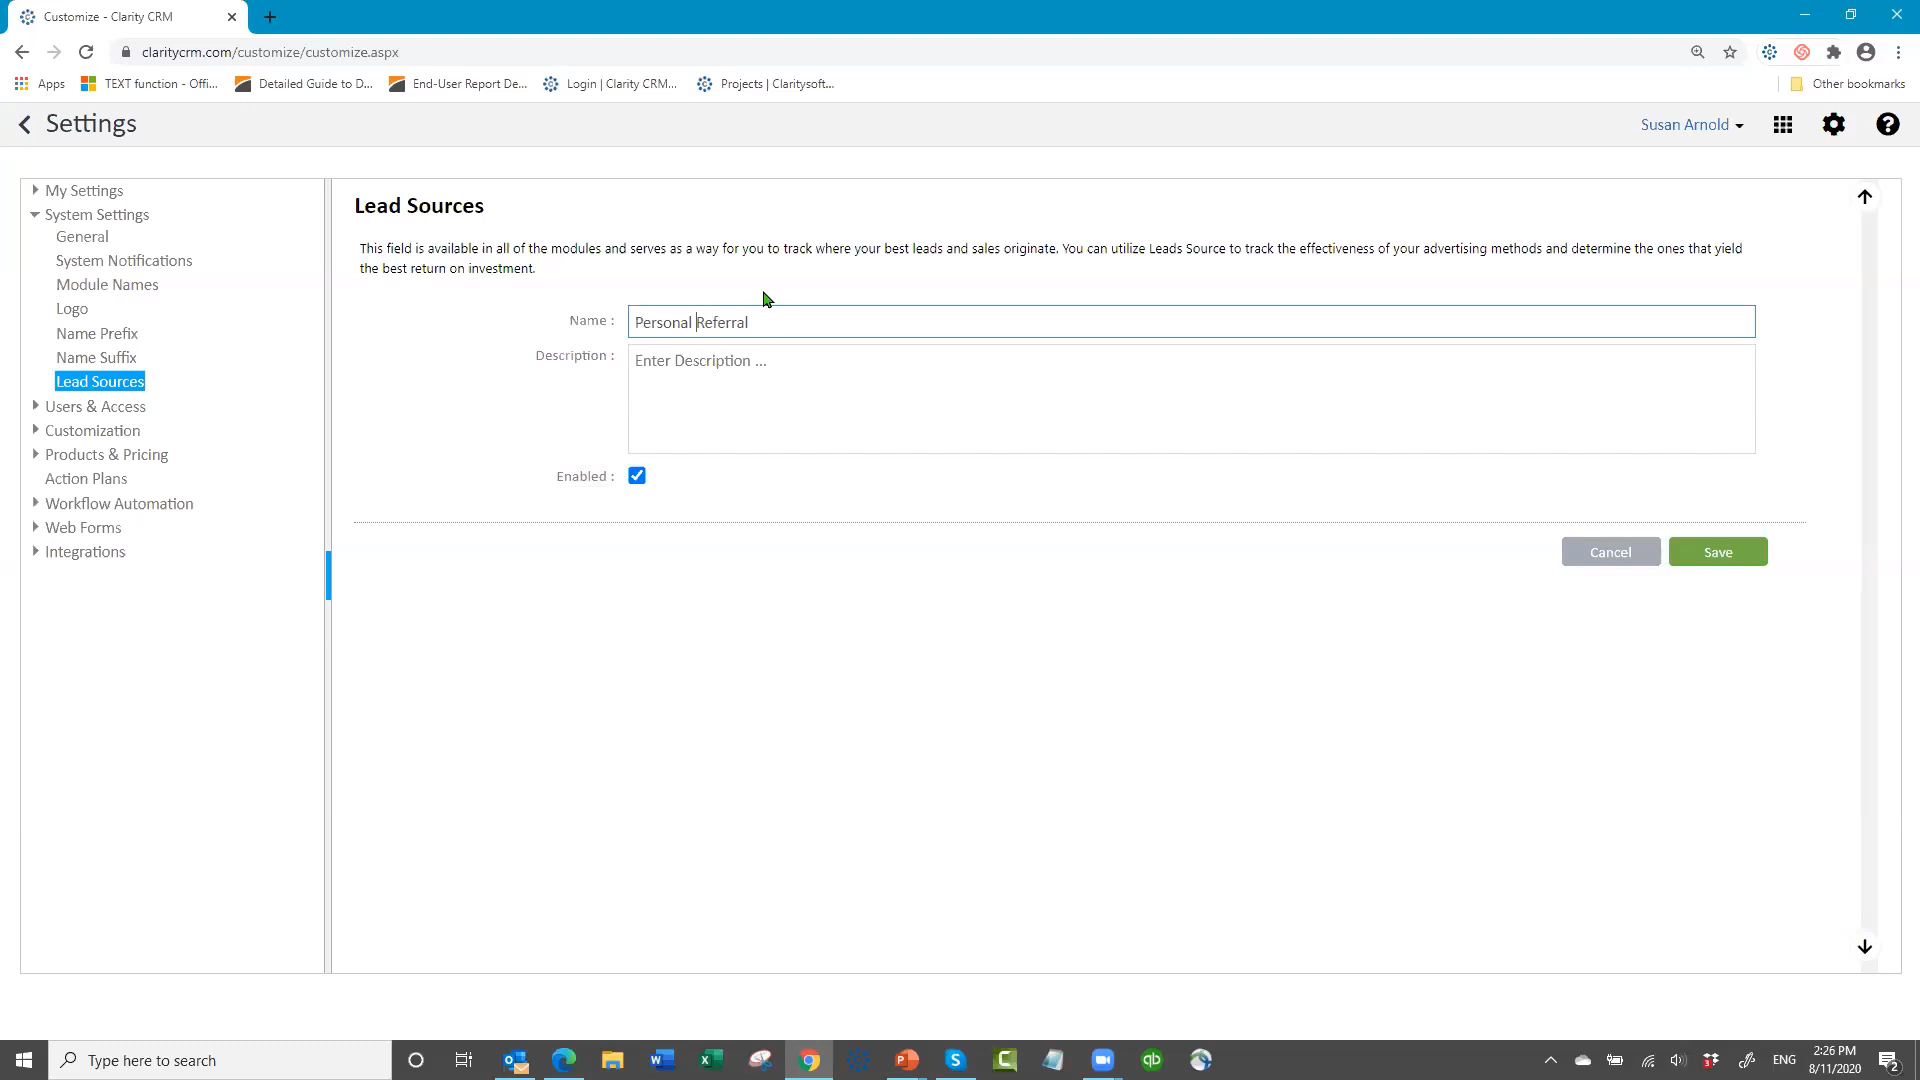 Customize - Clarity CRM
claritycrm.com/customize/customize.aspx
Apps
TEXT function - Offi...
Detailed Guide to D...
End-User Report De...
Login | Clarity CRM...
Projects | Claritysoft...
Other bookmarks
Settings
Susan Arnold
My Settings
System Settings
General
System Notifications
Module Names
Logo
Name Prefix
Name Suffix
Lead Sources
Users & Access
Customization
Products & Pricing
Action Plans
Workflow Automation
Web Forms
Integrations
Lead Sources
This field is available in all of the modules and serves as a way for you to track where your best leads and sales originate. You can utilize Leads Source to track the effectiveness of your advertising methods and determine the ones that yield
the best return on investment.
Name :
Personal Referral
Description :
Enter Description ...
Enabled :
Cancel
Save
Type here to search
ENG
2:26 PM
8/11/2020
2